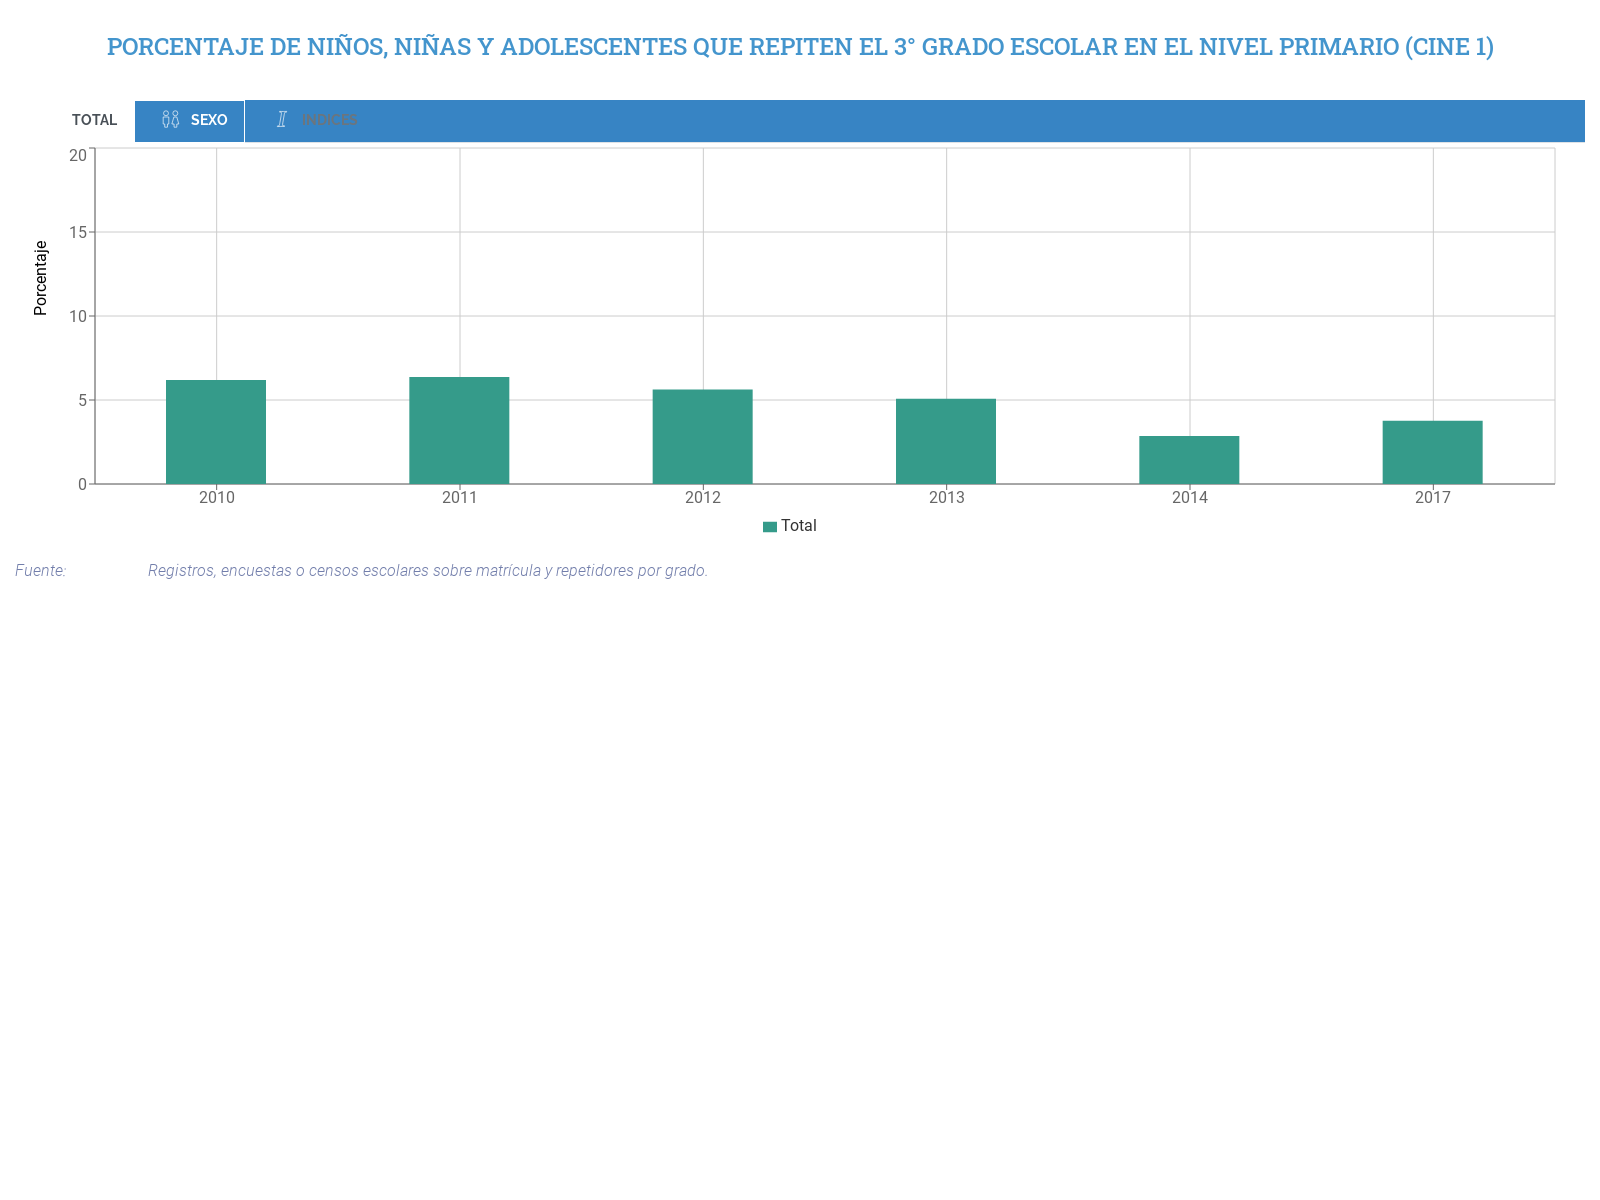 PORCENTAJE DE NIÑOS, NIÑAS Y ADOLESCENTES QUE REPITEN EL 3° GRADO ESCOLAR EN EL NIVEL PRIMARIO (CINE 1)
TOTAL SEXO INDICES
20
15
10
5
0
Porcentaje
2010 2011 2012 2013 2014 2017
Total
Fuente: Registros, encuestas o censos escolares sobre matrícula y repetidores por grado.